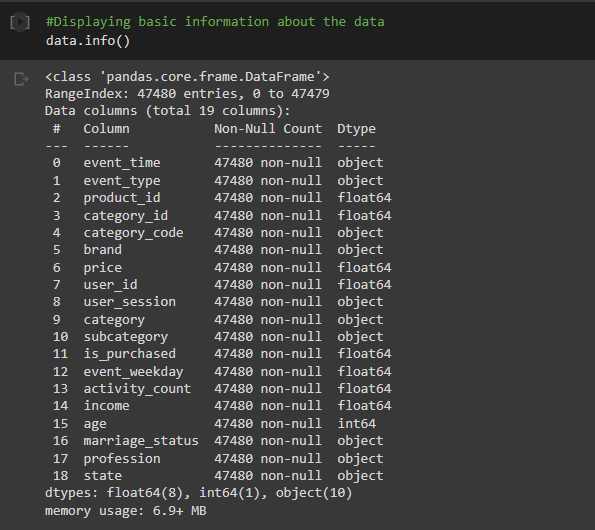 #Displaying basic information about the data
data.info()
<class 'pandas.core.frame.DataFrame'>
RangeIndex: 47480 entries, 0 to 47479
Data columns (total 19 columns):
 #   Column           Non-Null Count  Dtype
---  ------           --------------  -----
 0   event_time       47480 non-null  object
 1   event_type       47480 non-null  object
 2   product_id       47480 non-null  float64
 3   category_id      47480 non-null  float64
 4   category_code    47480 non-null  object
 5   brand            47480 non-null  object
 6   price            47480 non-null  float64
 7   user_id          47480 non-null  float64
 8   user_session     47480 non-null  object
 9   category         47480 non-null  object
 10  subcategory      47480 non-null  object
 11  is_purchased     47480 non-null  float64
 12  event_weekday    47480 non-null  float64
 13  activity_count   47480 non-null  float64
 14  income           47480 non-null  float64
 15  age              47480 non-null  int64
 16  marriage_status  47480 non-null  object
 17  profession       47480 non-null  object
 18  state            47480 non-null  object
dtypes: float64(8), int64(1), object(10)
memory usage: 6.9+ MB